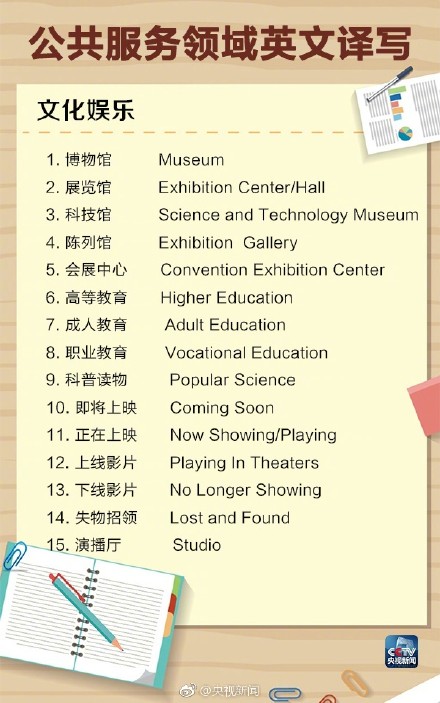 公共服务领域英文译写
文化娱乐
1. 博物馆 Museum
2. 展览馆 Exhibition Center/Hall
3. 科技馆 Science and Technology Museum
4. 陈列馆 Exhibition Gallery
5. 会展中心 Convention Exhibition Center
6. 高等教育 Higher Education
7. 成人教育 Adult Education
8. 职业教育 Vocational Education
9. 科普读物 Popular Science
10. 即将上映 Coming Soon
11. 正在上映 Now Showing/Playing
12. 上线影片 Playing In Theaters
13. 下线影片 No Longer Showing
14. 失物招领 Lost and Found
15. 演播厅 Studio
CCTV
央视新闻
@央视新闻